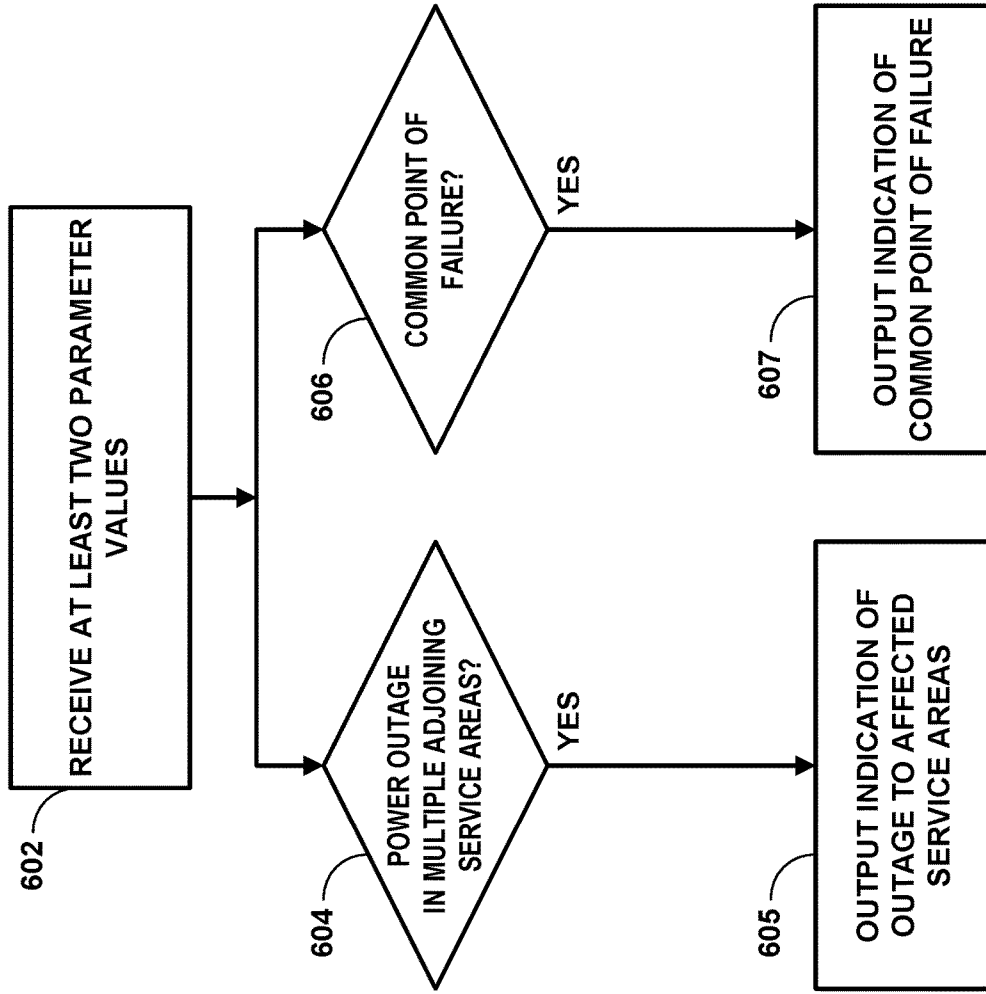 602
RECEIVE AT LEAST TWO PARAMETER
VALUES
604
POWER OUTAGE
IN MULTIPLE ADJOINING
SERVICE AREAS?
YES
606
COMMON POINT OF
FAILURE?
YES
605
OUTPUT INDICATION OF
OUTAGE TO AFFECTED
SERVICE AREAS
607
OUTPUT INDICATION OF
COMMON POINT OF FAILURE